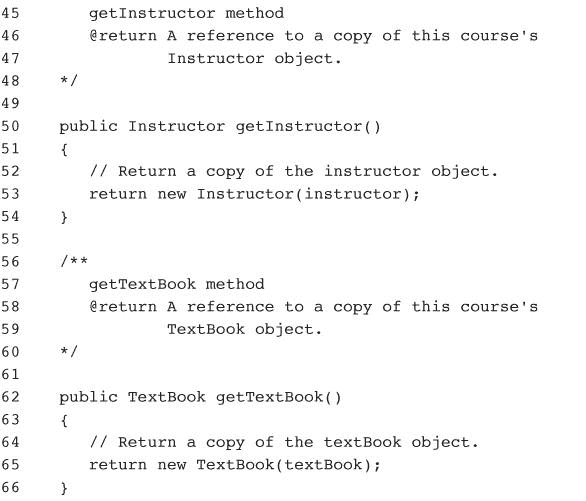 45       getInstructor method
46       @return A reference to a copy of this course's
47               Instructor object.
48    */
49
50    public Instructor getInstructor()
51    {
52       // Return a copy of the instructor object.
53       return new Instructor(instructor);
54    }
55
56    /**
57       getTextBook method
58       @return A reference to a copy of this course's
59               TextBook object.
60    */
61
62    public TextBook getTextBook()
63    {
64       // Return a copy of the textBook object.
65       return new TextBook(textBook);
66    }